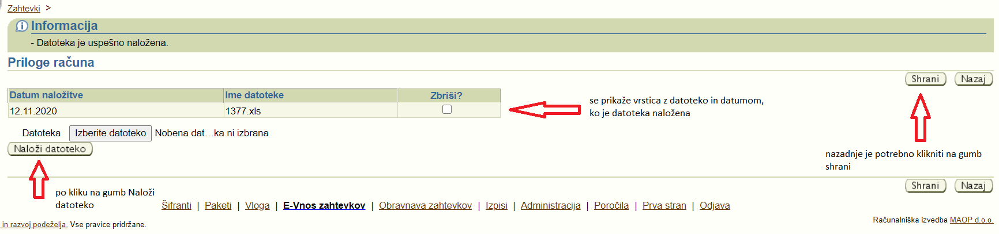 Zahtevki >
Informacija
- Datoteka je uspešno naložena.
Priloge računa
Shrani Nazaj
Datum naložitve Ime datoteke Zbriši?
12.11.2020 1377.xls
se prikaže vrstica z datoteko in datumom,
ko je datoteka naložena
Datoteka Izberite datoteko Nobena dat…ka ni izbrana
Naloži datoteko
nazadnje je potrebno klikniti na gumb
shrani
Shrani Nazaj
po kliku na gumb Naloži
datoteko
Šifranti | Paketi | Vloga | E-Vnos zahtevkov | Obravnava zahtevkov | Izpisi | Administracija | Poročila | Prva stran | Odjava
in razvoj podeželja. Vse pravice pridržane.
Računalniška izvedba MAOP d.o.o.